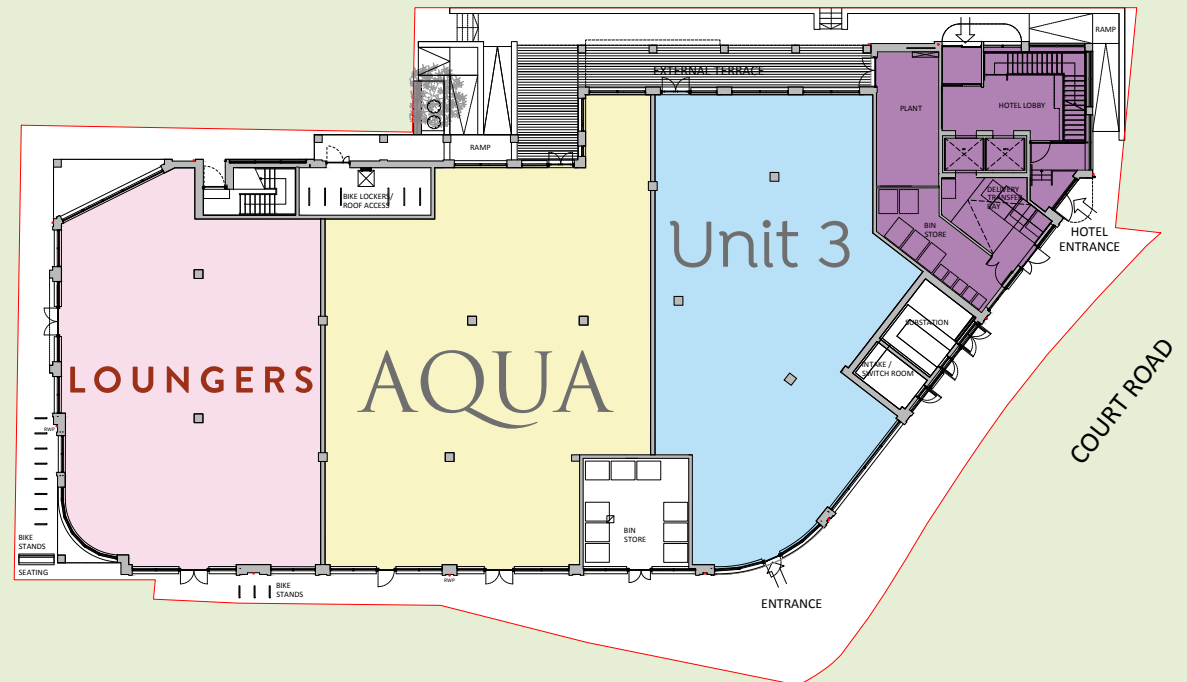 RAMP
EXTERNAL TERRACE
PLANT
HOTEL LOBBY
RAMP
BIKE LOCKERS/
ROOF ACCESS
DELIVERY
TRANSFER
BAY
BIN
STORE
HOTEL
ENTRANCE
Unit 3
SUBSTATION
INTAKE /
SWITCH ROOM
LOUNGERS
AQUA
COURT ROAD
RWP
BIN
STORE
BIKE
STANDS
SEATING
RWP
BIKE
STANDS
ENTRANCE